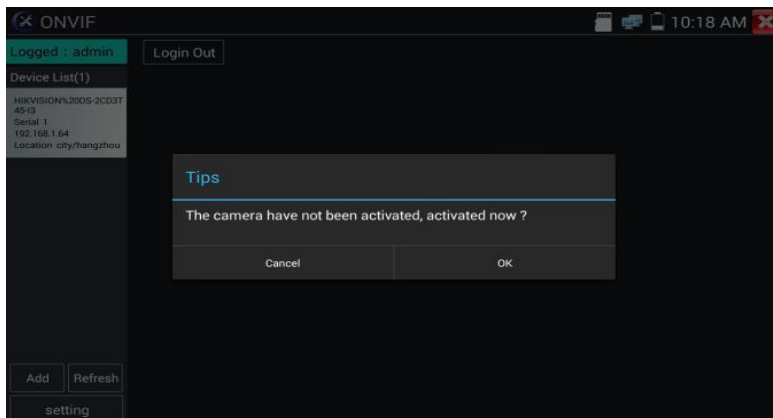 ONVIF
10:18 AM
Logged : admin
Login Out
Device List(1)
HIKVISION%20DS-2CD3T
45-I3
Serial 1
192.168.1.64
Location city/hangzhou
Tips
The camera have not been activated, activated now ?
Cancel
OK
Add
Refresh
setting